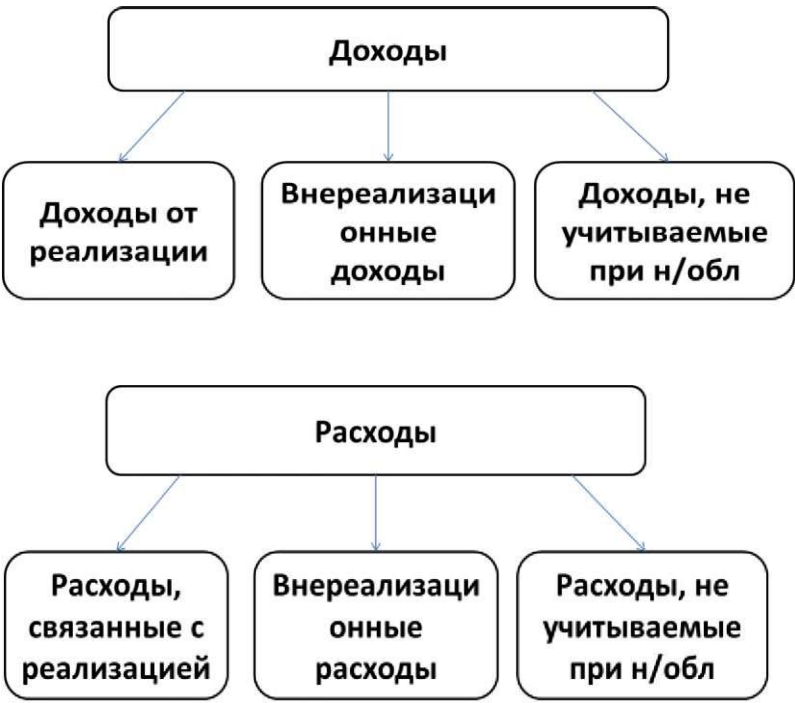 Доходы
Доходы от
реализации
Внереализаци
онные
доходы
Доходы, не
учитываемые
при н/обл
Расходы
Расходы,
связанные с
реализацией
Внереализаци
онные
расходы
Расходы, не
учитываемые
при н/обл